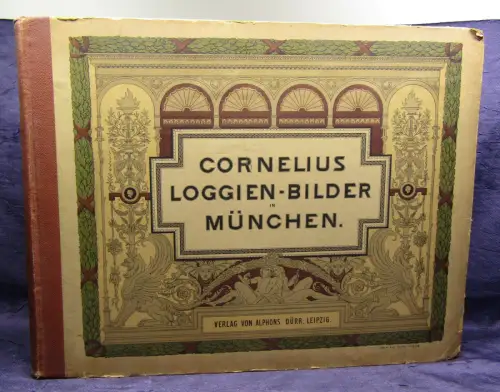 CORNELIUS
LOGGIEN-BILDER
IN
MÜNCHEN.
VERLAG VON ALPHONS DÜRR, LEIPZIG.